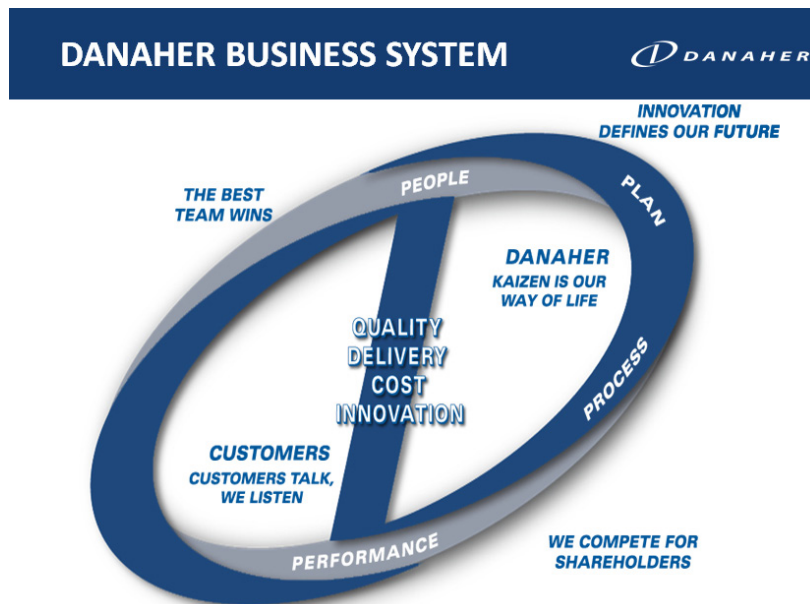 DANAHER BUSINESS SYSTEM
DANAHER
INNOVATION
DEFINES OUR FUTURE
PEOPLE
PLAN
THE BEST
TEAM WINS
DANAHER
KAIZEN IS OUR
WAY OF LIFE
QUALITY
DELIVERY
COST
INNOVATION
PROCESS
CUSTOMERS
CUSTOMERS TALK,
WE LISTEN
PERFORMANCE
WE COMPETE FOR
SHAREHOLDERS